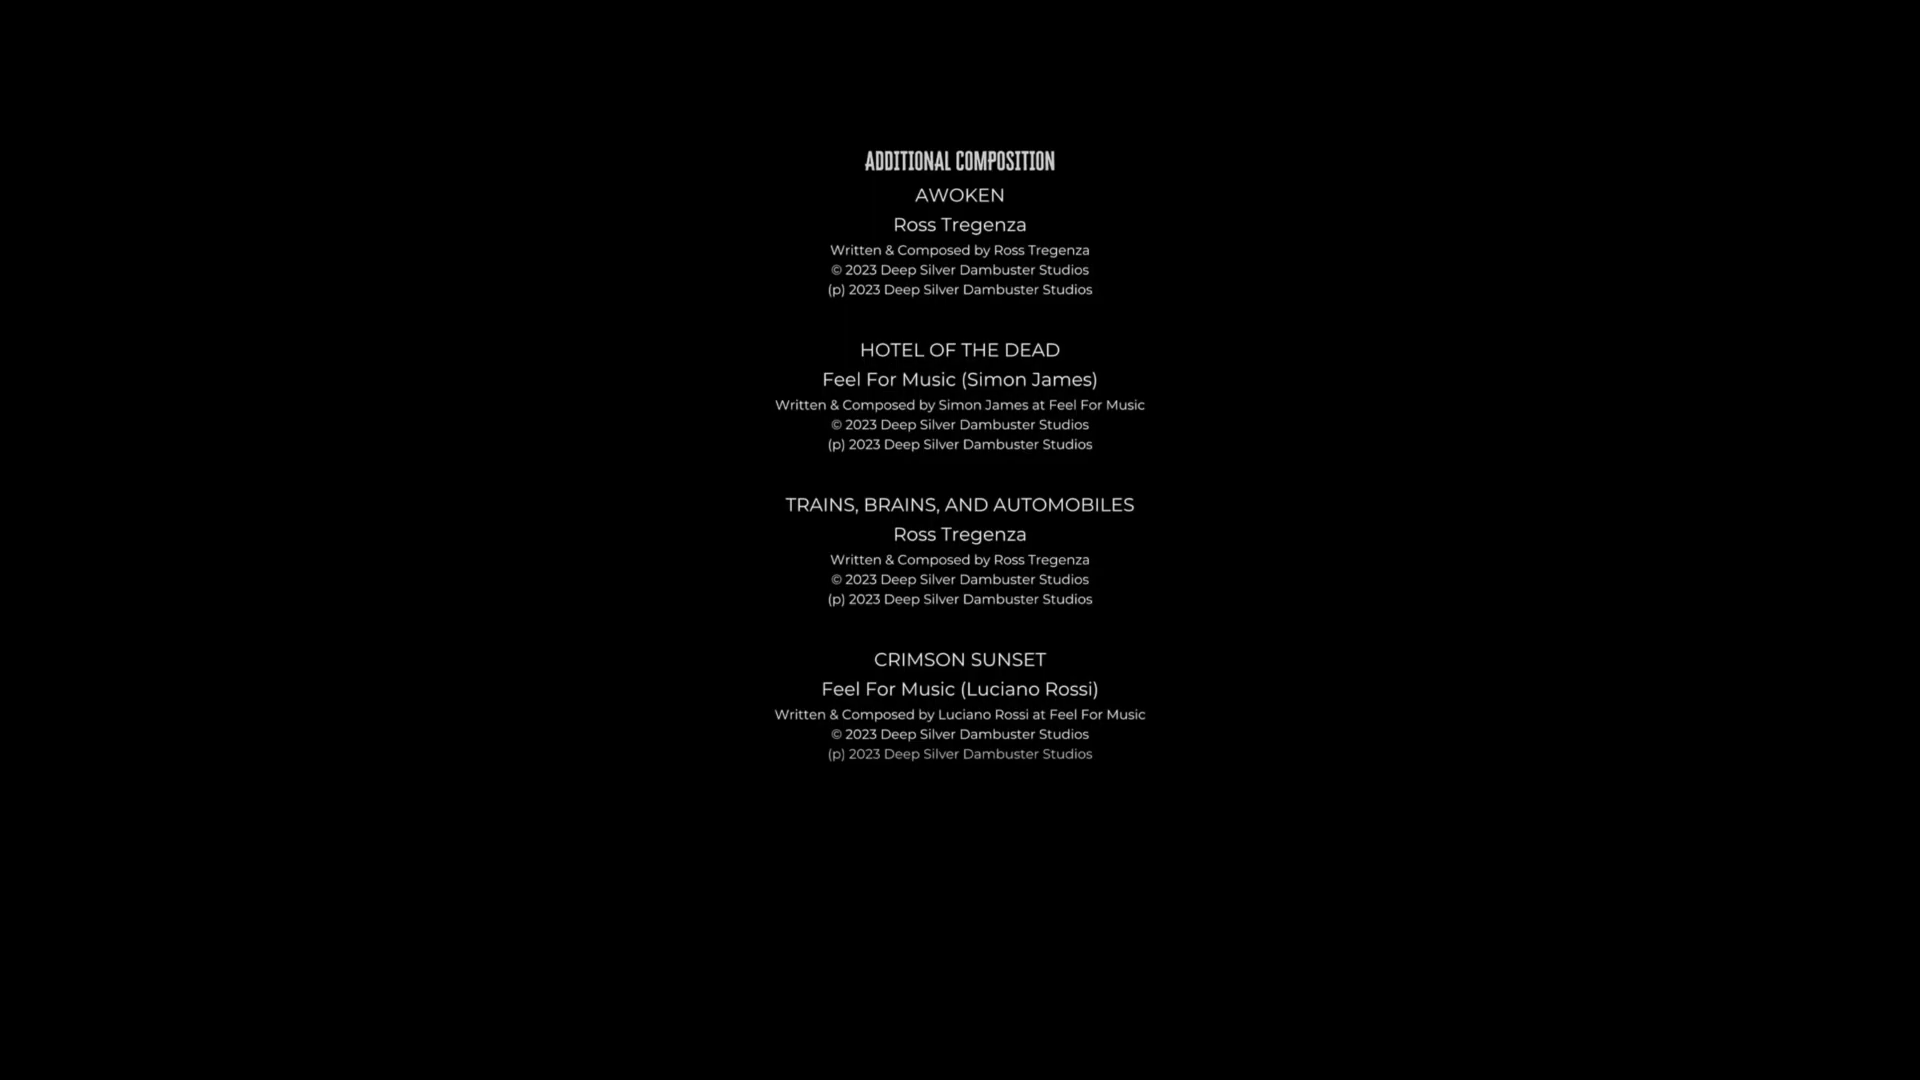 ADDITIONAL COMPOSITION
AWOKEN
Ross Tregenza
Written & Composed by Ross Tregenza
© 2023 Deep Silver Dambuster Studios
(p) 2023 Deep Silver Dambuster Studios
HOTEL OF THE DEAD
Feel For Music (Simon James)
Written & Composed by Simon James at Feel For Music
© 2023 Deep Silver Dambuster Studios
(p) 2023 Deep Silver Dambuster Studios
TRAINS, BRAINS, AND AUTOMOBILES
Ross Tregenza
Written & Composed by Ross Tregenza
© 2023 Deep Silver Dambuster Studios
(p) 2023 Deep Silver Dambuster Studios
CRIMSON SUNSET
Feel For Music (Luciano Rossi)
Written & Composed by Luciano Rossi at Feel For Music
© 2023 Deep Silver Dambuster Studios
(p) 2023 Deep Silver Dambuster Studios